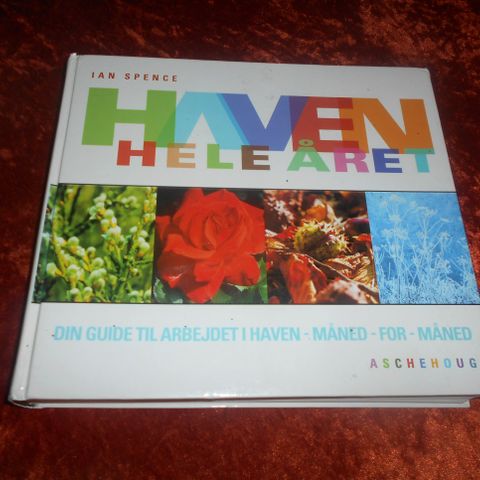 IAN SPENCE
HAVEN
HELE ÅRET
DIN GUIDE TIL ARBEJDET I HAVEN - MÅNED - FOR - MÅNED
ASCHEHOUG